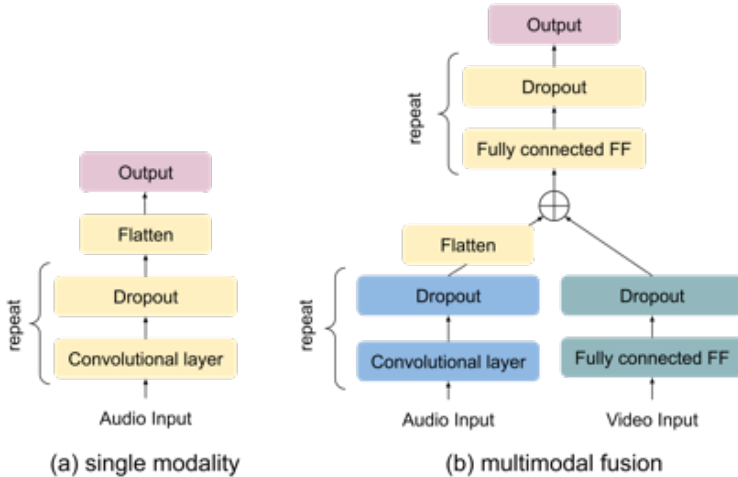 Output
Flatten
Dropout
Convolutional layer
repeat
Audio Input
(a) single modality
Output
Dropout
Fully connected FF
repeat
Flatten
Dropout
Convolutional layer
repeat
Audio Input
Dropout
Fully connected FF
Video Input
(b) multimodal fusion